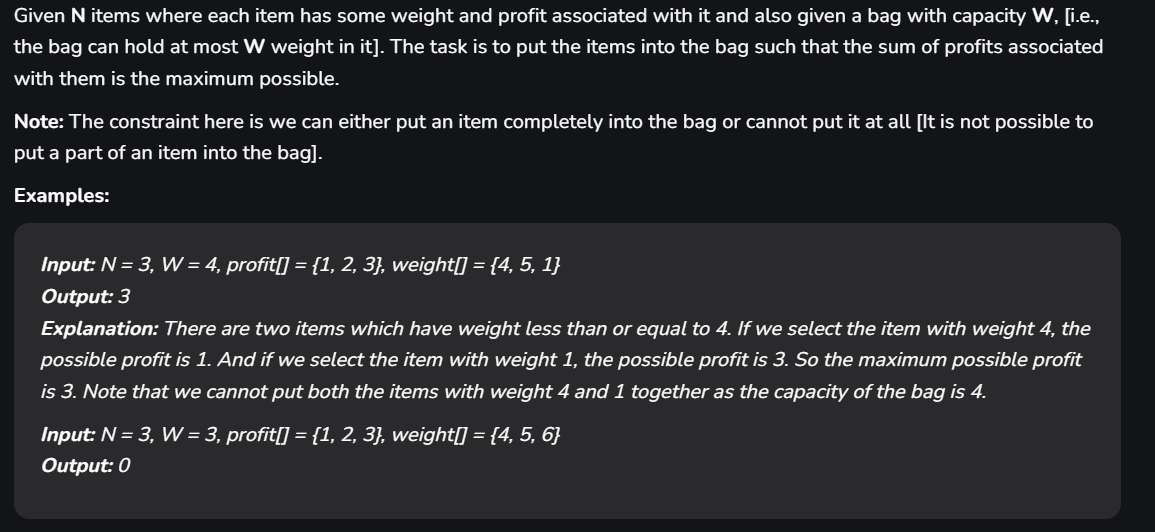 Given N items where each item has some weight and profit associated with it and also given a bag with capacity W, [i.e.,
the bag can hold at most W weight in it]. The task is to put the items into the bag such that the sum of profits associated
with them is the maximum possible.
Note: The constraint here is we can either put an item completely into the bag or cannot put it at all [It is not possible to
put a part of an item into the bag].
Examples:
Input: N = 3, W = 4, profit[] = {1, 2, 3}, weight[] = {4, 5, 1}
Output: 3
Explanation: There are two items which have weight less than or equal to 4. If we select the item with weight 4, the
possible profit is 1. And if we select the item with weight 1, the possible profit is 3. So the maximum possible profit
is 3. Note that we cannot put both the items with weight 4 and 1 together as the capacity of the bag is 4.
Input: N = 3, W = 3, profit[] = {1, 2, 3}, weight[] = {4, 5, 6}
Output: 0